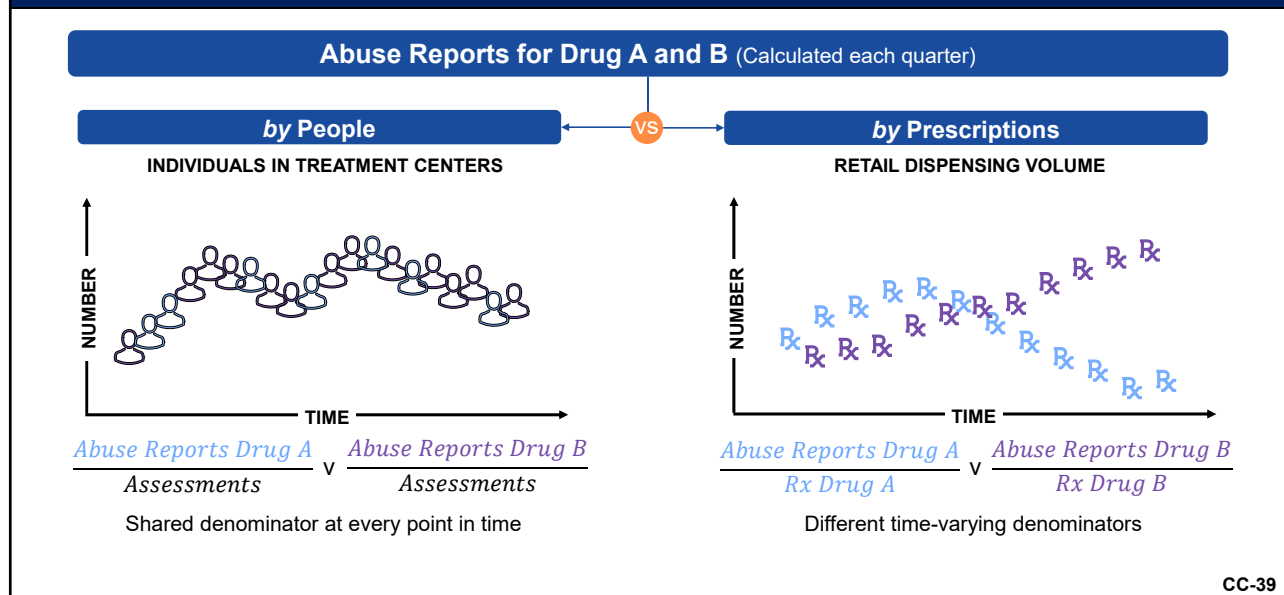 Abuse Reports for Drug A and B (Calculated each quarter)
by People
VS
by Prescriptions
INDIVIDUALS IN TREATMENT CENTERS
NUMBER
TIME
Abuse Reports Drug A
Assessments
v
Abuse Reports Drug B
Assessments
Shared denominator at every point in time
RETAIL DISPENSING VOLUME
NUMBER
℞ ℞ ℞ ℞ ℞ ℞ ℞ ℞ ℞ ℞ ℞ ℞
℞ ℞ ℞ ℞ ℞ ℞ ℞ ℞ ℞ ℞ ℞
TIME
Abuse Reports Drug A
Rx Drug A
v
Abuse Reports Drug B
Rx Drug B
Different time-varying denominators
CC-39